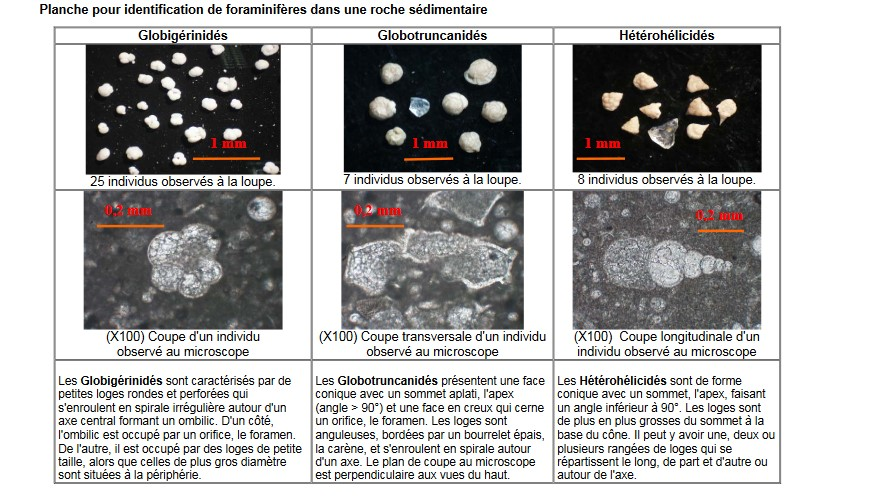 Planche pour identification de foraminifères dans une roche sédimentaire
Globigérinidés
Globotruncanidés
Hétérohélicidés
1 mm
1 mm
1 mm
25 individus observés à la loupe.
7 individus observés à la loupe.
8 individus observés à la loupe.
0,2 mm
0,2 mm
0,2 mm
(X100) Coupe d'un individu
observé au microscope
(X100) Coupe transversale d'un individu
observé au microscope
(X100) Coupe longitudinale d'un
individu observé au microscope
Les Globigérinidés sont caractérisés par de
petites loges rondes et perforées qui
s'enroulent en spirale irrégulière autour d'un
axe central formant un ombilic. D'un côté,
l'ombilic est occupé par un orifice, le foramen.
De l'autre, il est occupé par des loges de petite
taille, alors que celles de plus gros diamètre
sont situées à la périphérie.
Les Globotruncanidés présentent une face
conique avec un sommet aplati, l'apex
(angle > 90°) et une face en creux qui cerne
un orifice, le foramen. Les loges sont
anguleuses, bordées par un bourrelet épais,
la carène, et s'enroulent en spirale autour
d'un axe. Le plan de coupe au microscope
est perpendiculaire aux vues du haut.
Les Hétérohélicidés sont de forme
conique avec un sommet, l'apex, faisant
un angle inférieur à 90°. Les loges sont
de plus en plus grosses du sommet à la
base du cône. Il peut y avoir une, deux ou
plusieurs rangées de loges qui se
répartissent le long, de part et d'autre ou
autour de l'axe.